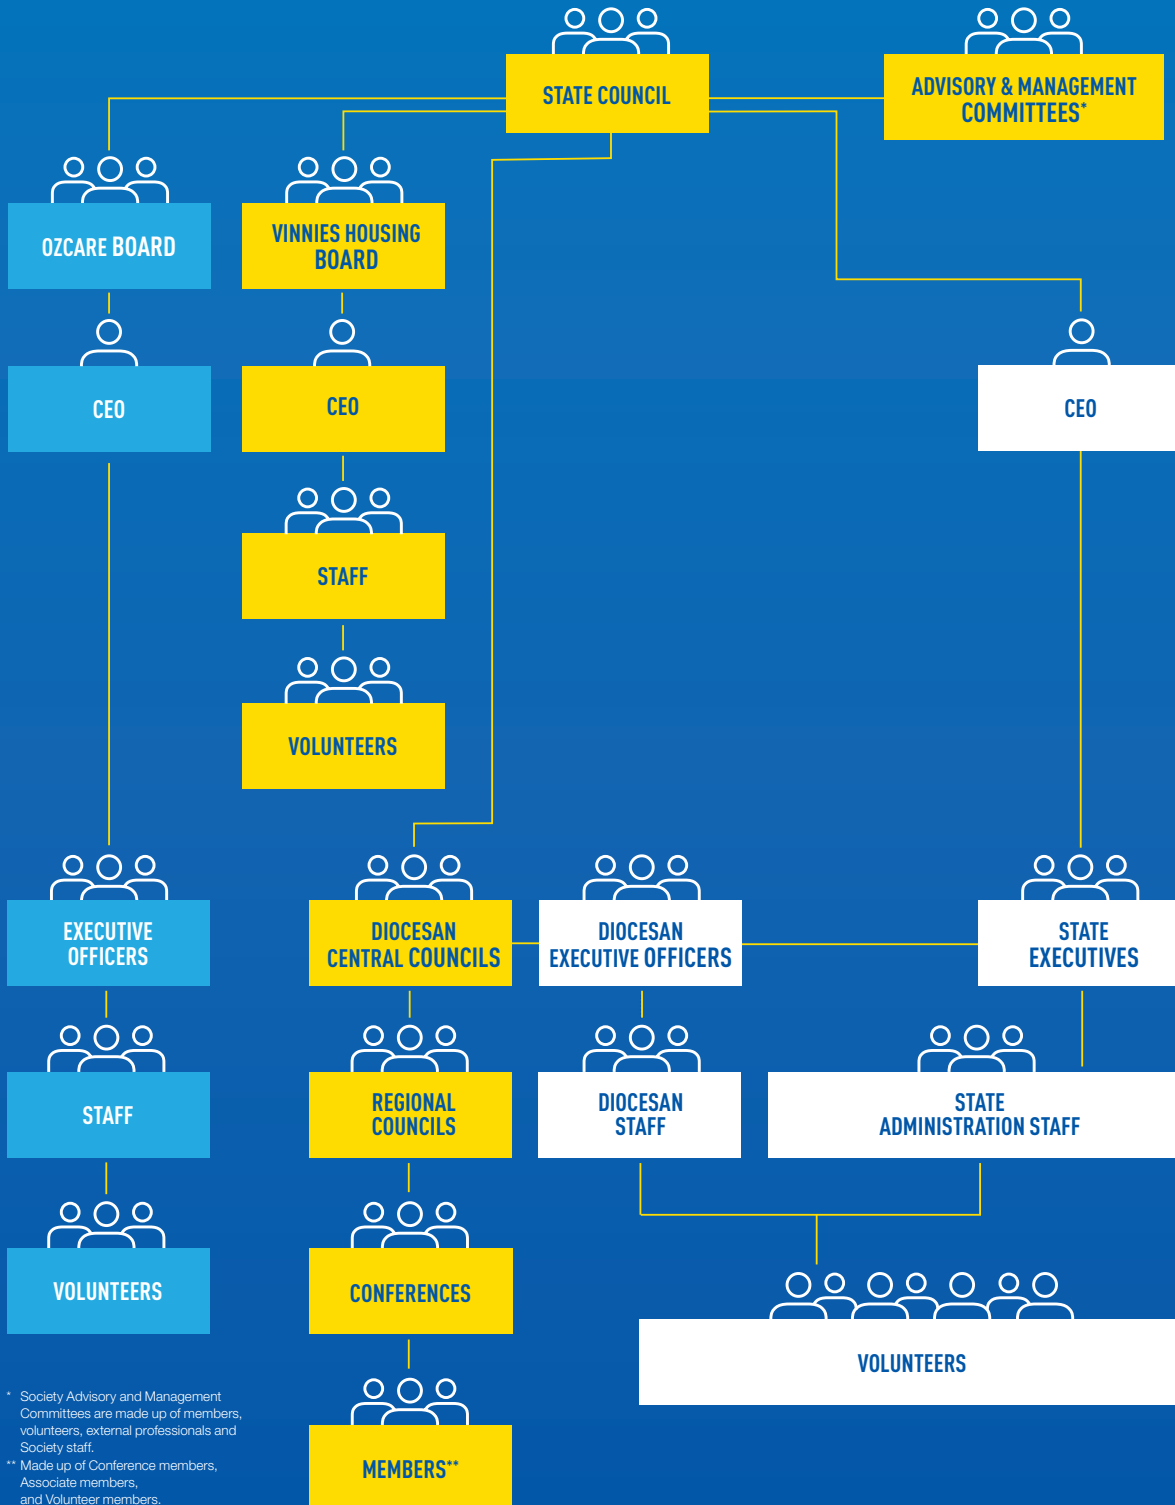 STATE COUNCIL
ADVISORY & MANAGEMENT
COMMITTEES*
OZCARE BOARD
VINNIES HOUSING
BOARD
CEO
CEO
CEO
STAFF
VOLUNTEERS
EXECUTIVE
OFFICERS
DIOCESAN
CENTRAL COUNCILS
DIOCESAN
EXECUTIVE OFFICERS
STATE
EXECUTIVES
STAFF
REGIONAL
COUNCILS
DIOCESAN
STAFF
STATE
ADMINISTRATION STAFF
VOLUNTEERS
CONFERENCES
VOLUNTEERS
MEMBERS**
* Society Advisory and Management
Committees are made up of members,
volunteers, external professionals and
Society staff.
** Made up of Conference members,
Associate members,
and Volunteer members.